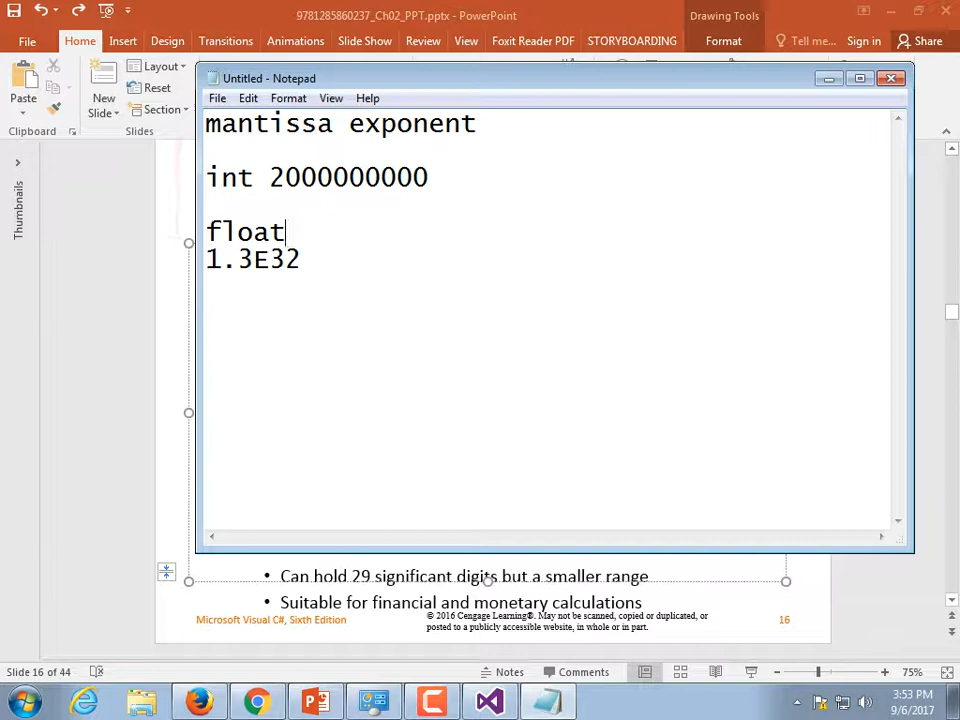 9781285860237_Ch02_PPT.pptx - PowerPoint
Drawing Tools
File Home Insert Design Transitions Animations Slide Show Review View Foxit Reader PDF STORYBOARDING Format Tell me... Sign in Share
Paste
New
Slide
Layout
Reset
Section
Clipboard
Slides
Thumbnails
Untitled - Notepad
File Edit Format View Help
mantissa exponent
int 2000000000
float
1.3E32
• Can hold 29 significant digits but a smaller range
• Suitable for financial and monetary calculations
Microsoft Visual C#, Sixth Edition
© 2016 Cengage Learning®. May not be scanned, copied or duplicated, or
posted to a publicly accessible website, in whole or in part.
16
Slide 16 of 44
Notes
Comments
75%
3:53 PM
9/6/2017